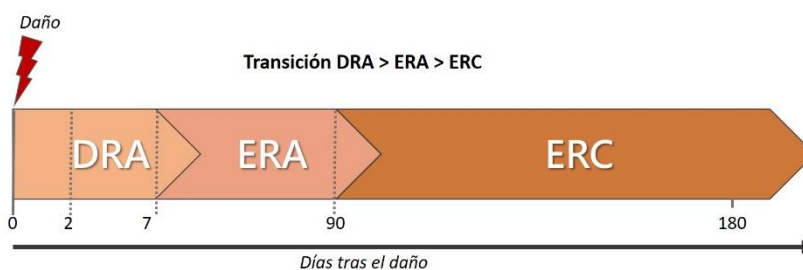 Daño
Transición DRA > ERA > ERC
DRA ERA ERC
0 2 7 90 180
Días tras el daño